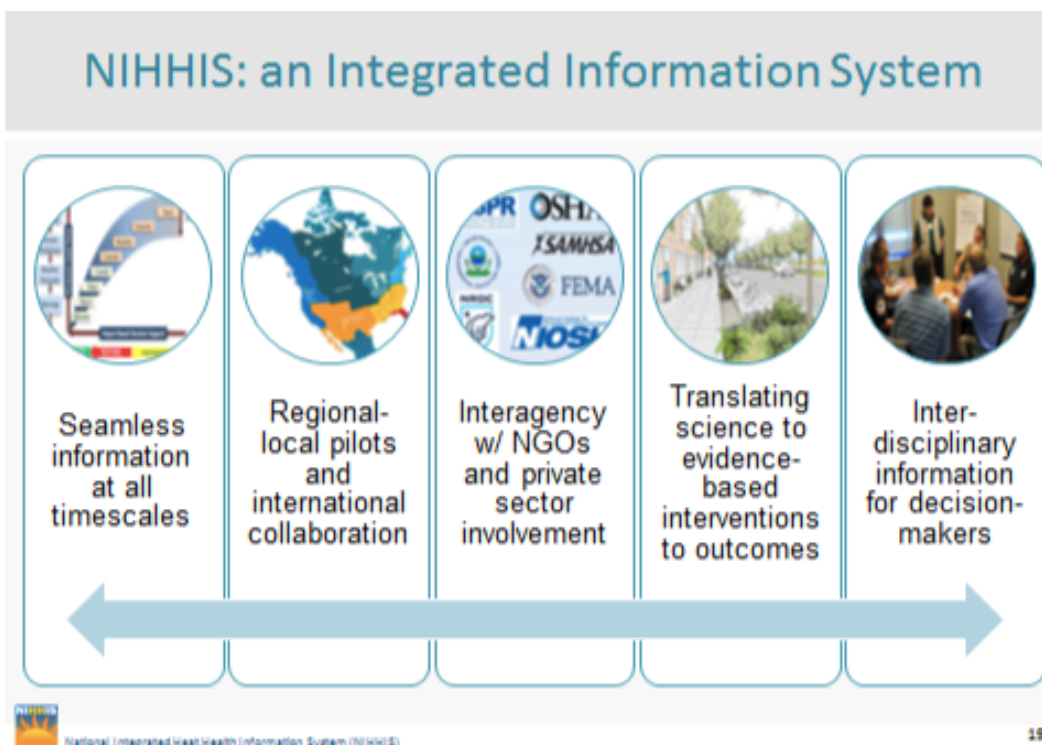 NIHHIS: an Integrated Information System
Seamless
information
at all
timescales
Regional-
local pilots
and
international
collaboration
SPR OSHA
SAMHSA
FEMA
NRDC
NIOSH
Interagency
w/ NGOs
and private
sector
involvement
Translating
science to
evidence-
based
interventions
to outcomes
Inter-
disciplinary
information
for decision-
makers
NIHHIS
National Integrated Heat Health Information System (NIHHIS)
19